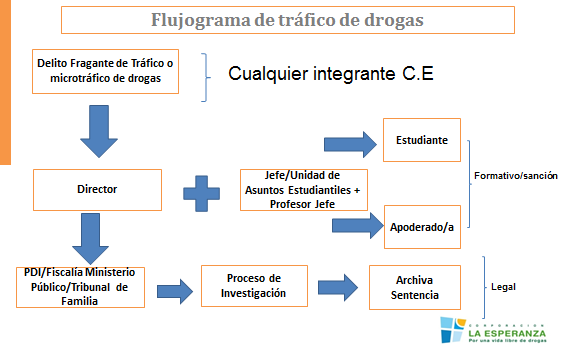 Flujograma de tráfico de drogas
Delito Fragante de Tráfico o
microtráfico de drogas
Cualquier integrante C.E
Estudiante
Director
Jefe/Unidad de
Asuntos Estudiantiles +
Profesor Jefe
Formativo/sanción
Apoderado/a
PDI/Fiscalía Ministerio
Público/Tribunal de
Familia
Proceso de
Investigación
Archiva
Sentencia
Legal
CORPORACION
LA ESPERANZA
Por una vida libre de drogas